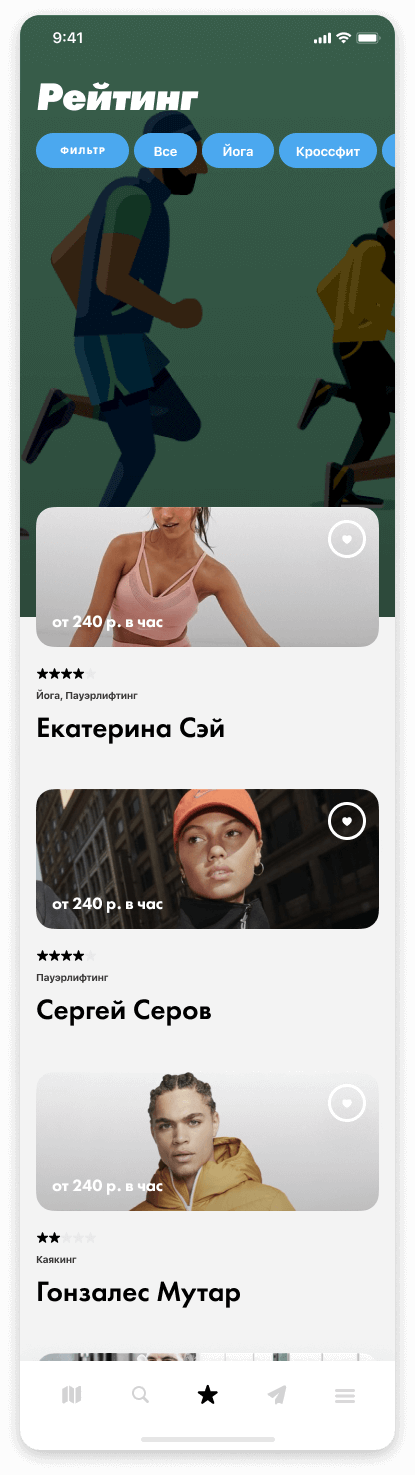 9:41
Рейтинг
ФИЛЬТР Все Йога Кроссфит
от 240 р. в час
Йога, Пауэрлифтинг
Екатерина Сэй
от 240 р. в час
Пауэрлифтинг
Сергей Серов
от 240 р. в час
Каякинг
Гонзалес Мутар